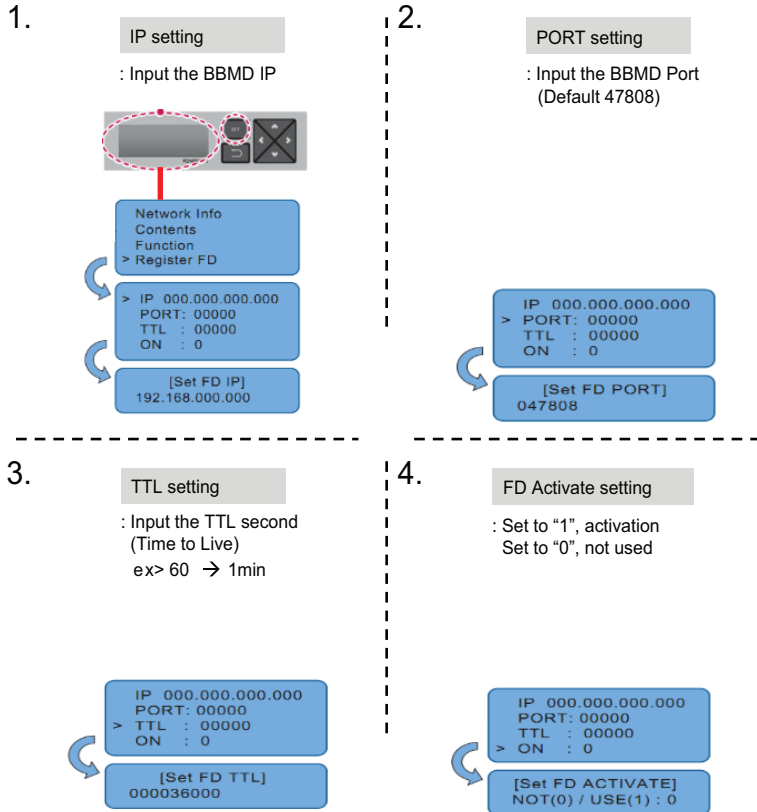 1.
IP setting
: Input the BBMD IP
SET
Network Info
Contents
Function
> Register FD
> IP 000.000.000.000
PORT: 00000
TTL : 00000
ON : 0
[Set FD IP]
192.168.000.000
2.
PORT setting
: Input the BBMD Port
(Default 47808)
IP 000.000.000.000
> PORT: 00000
TTL : 00000
ON : 0
[Set FD PORT]
047808
3.
TTL setting
: Input the TTL second
(Time to Live)
ex> 60 → 1min
IP 000.000.000.000
PORT: 00000
> TTL : 00000
ON : 0
[Set FD TTL]
000036000
4.
FD Activate setting
: Set to “1”, activation
Set to “0”, not used
IP 000.000.000.000
PORT: 00000
TTL : 00000
> ON : 0
[Set FD ACTIVATE]
NOT(0) / USE(1) : 0